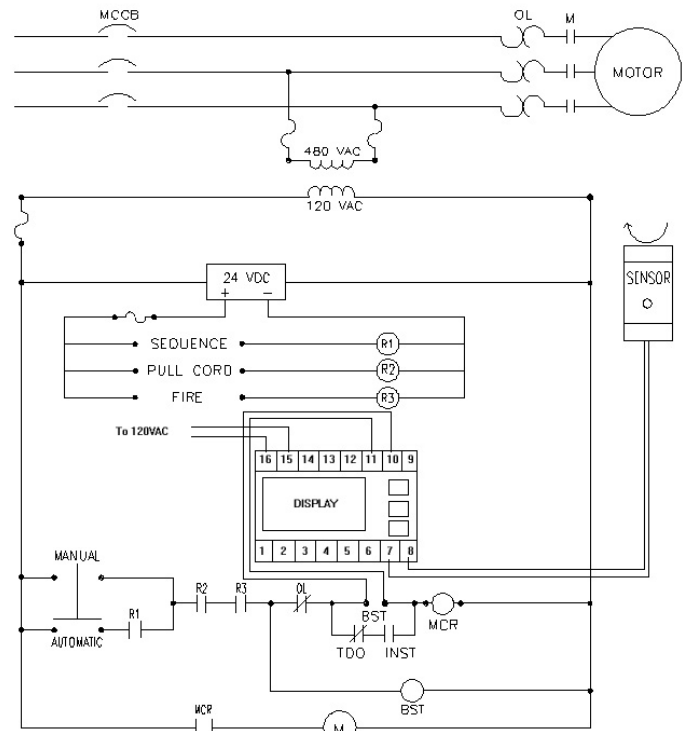 MCCB OL M
MOTOR
480 VAC
120 VAC
24 VDC
+ −
SENSOR
SEQUENCE R1
PULL CORD R2
FIRE R3
To 120VAC
16 15 14 13 12 11 10 9
DISPLAY
1 2 3 4 5 6 7 8
MANUAL
R2 R3 OL
R1 BST
MCR
AUTOMATIC
TDO INST
BST
MCR
M